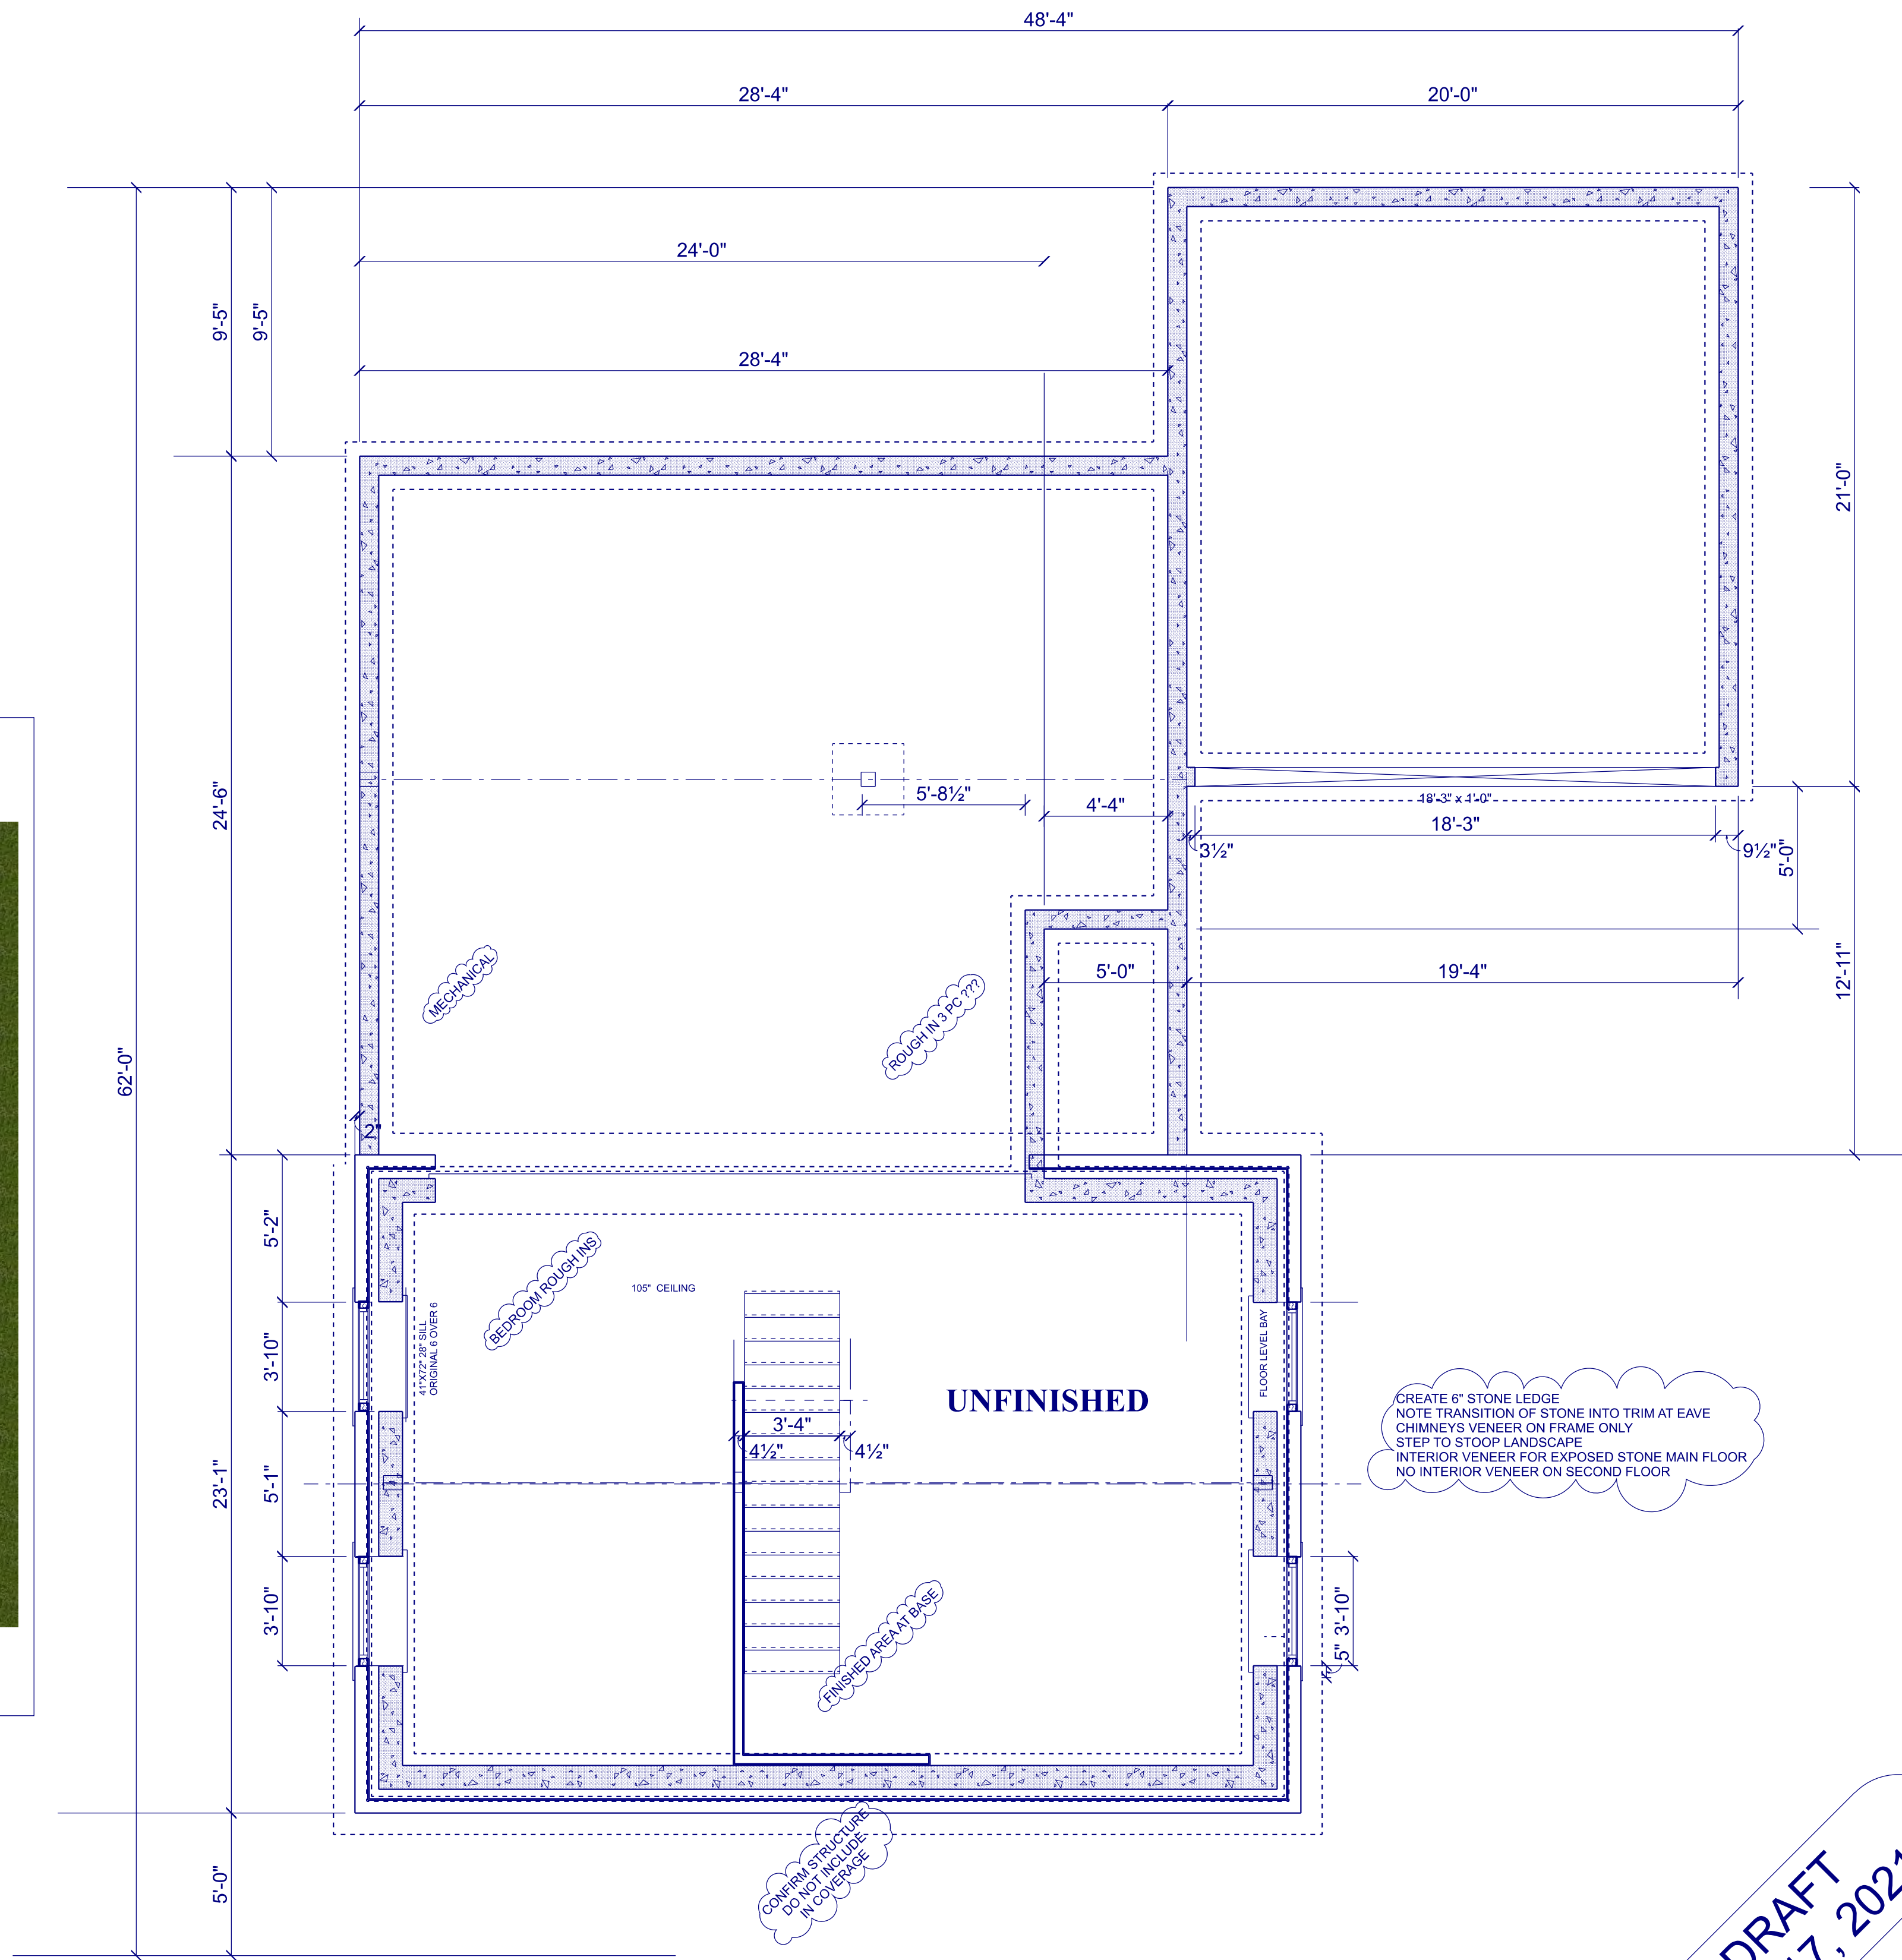 48'-4"
28'-4"
20'-0"
24'-0"
9'-5"
9'-5"
28'-4"
21'-0"
24'-6"
5'-8½"
4'-4"
18'-3" x 1'-0"
18'-3"
3½"
9½"
5'-0"
MECHANICAL
ROUGH IN 3 PC ???
5'-0"
19'-4"
12'-11"
62'-0"
2"
5'-2"
BEDROOM ROUGH INS
105" CEILING
41"X72" 28" SILL
ORIGINAL 6 OVER 6
FLOOR LEVEL BAY
3'-10"
UNFINISHED
3'-4"
4½"
4½"
CREATE 6" STONE LEDGE
NOTE TRANSITION OF STONE INTO TRIM AT EAVE
CHIMNEYS VENEER ON FRAME ONLY
STEP TO STOOP LANDSCAPE
INTERIOR VENEER FOR EXPOSED STONE MAIN FLOOR
NO INTERIOR VENEER ON SECOND FLOOR
23'-1"
5'-1"
3'-10"
FINISHED AREA AT BASE
3'-10"
5"
CONFIRM STRUCTURE
DO NOT INCLUDE
IN COVERAGE
5'-0"
DRAFT
17, 2021